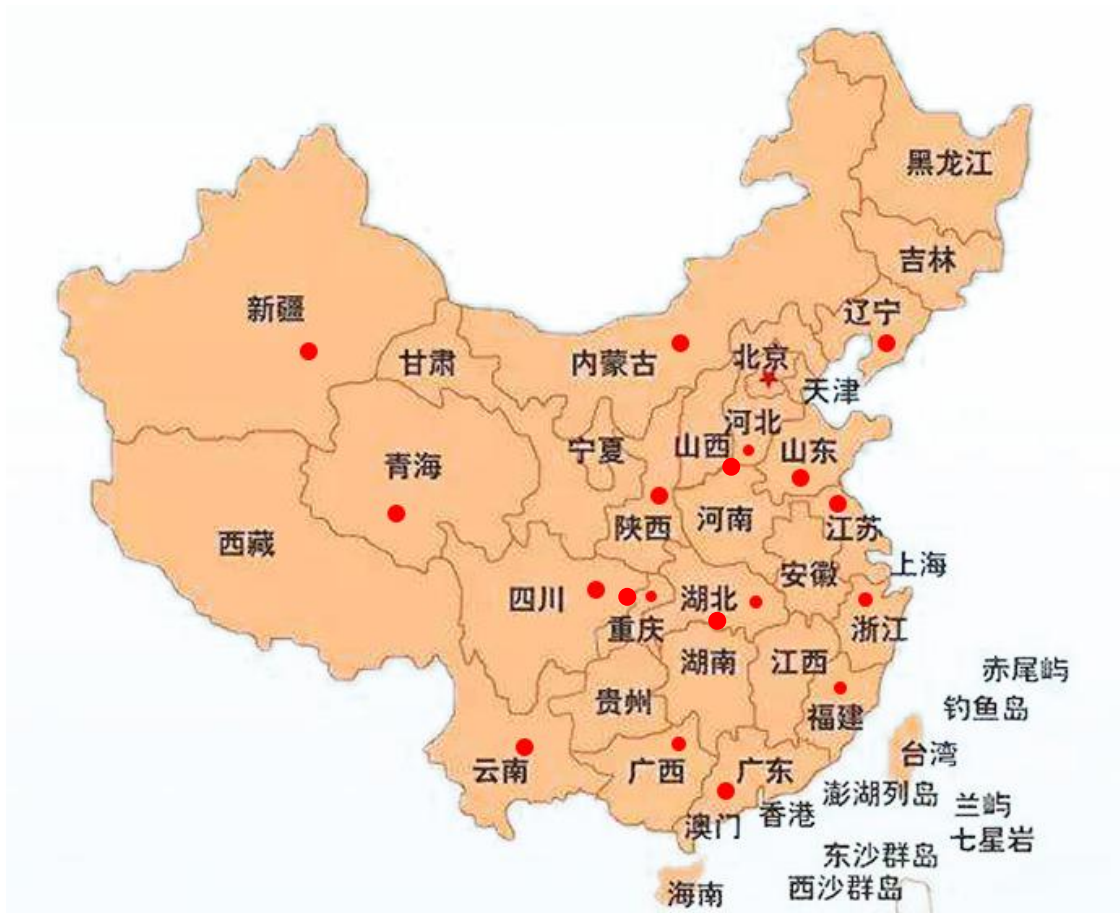 黑龙江
吉林
新疆
辽宁
甘肃
内蒙古
北京
天津
河北
宁夏
山西
山东
青海
河南
陕西
江苏
西藏
上海
安徽
四川
湖北
重庆
浙江
湖南
江西
赤尾屿
贵州
钓鱼岛
福建
台湾
云南
广西
广东
澎湖列岛
兰屿
香港
澳门
七星岩
东沙群岛
西沙群岛
海南